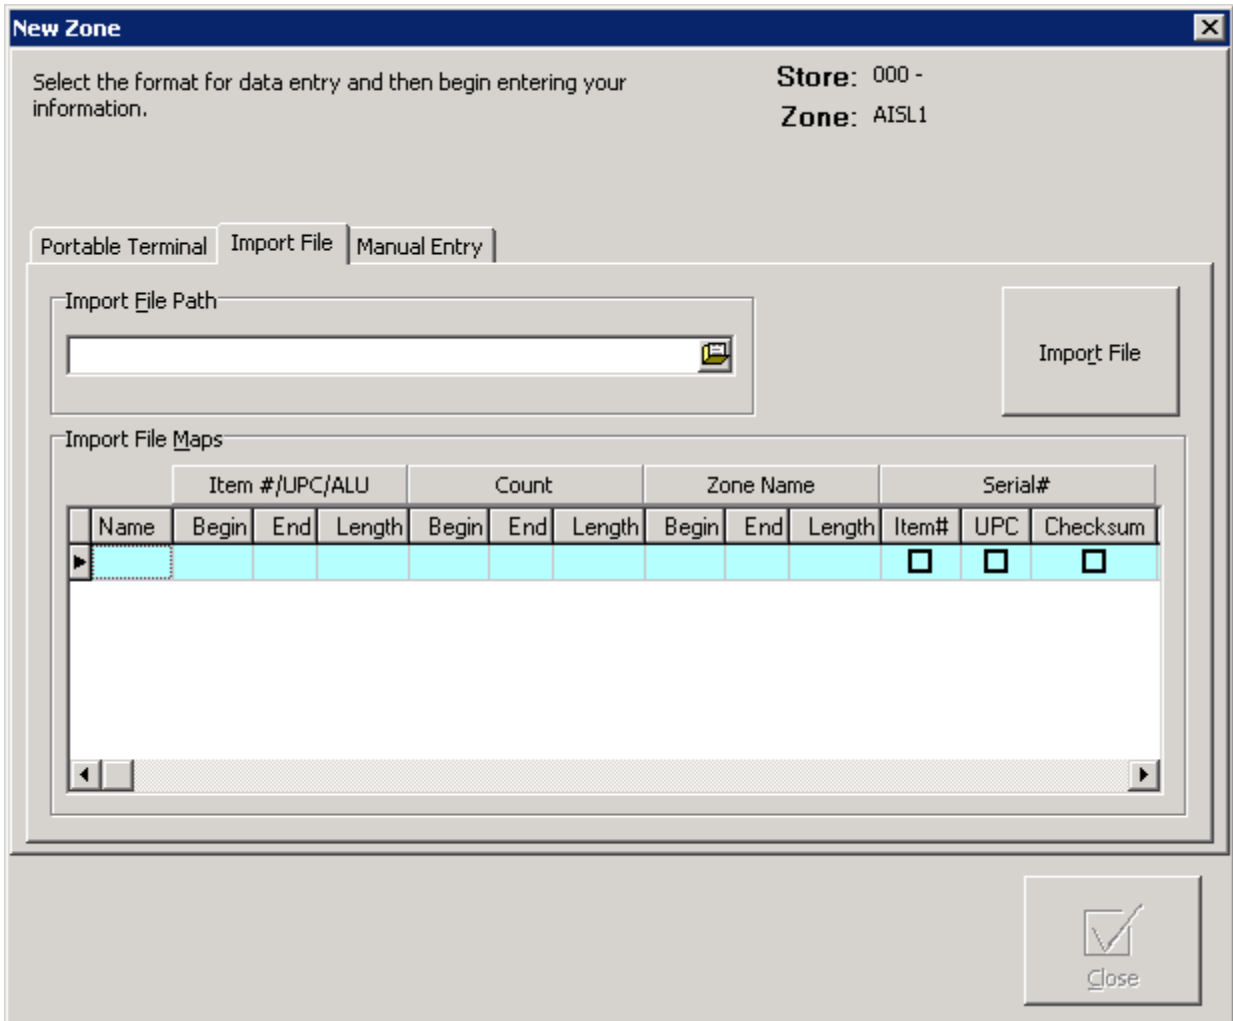 New Zone
Select the format for data entry and then begin entering your
information.
Store: 000 -
Zone: AISL1
Portable Terminal Import File Manual Entry
Import File Path
Import File
Import File Maps
Item #/UPC/ALU Count Zone Name Serial#
Name Begin End Length Begin End Length Begin End Length Item# UPC Checksum
Close